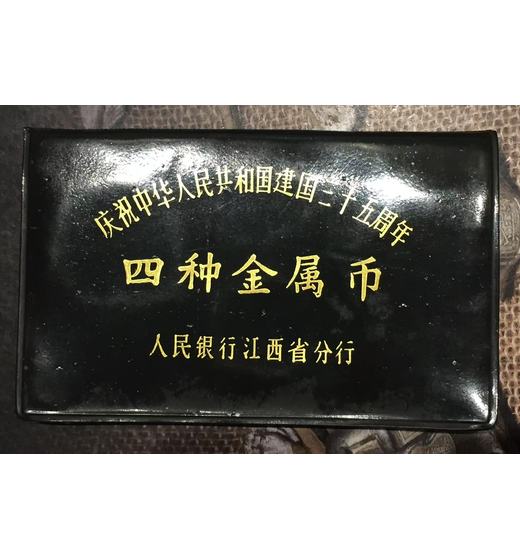 庆祝中华人民共和国建国三十五周年
四种金属币
人民银行江西省分行